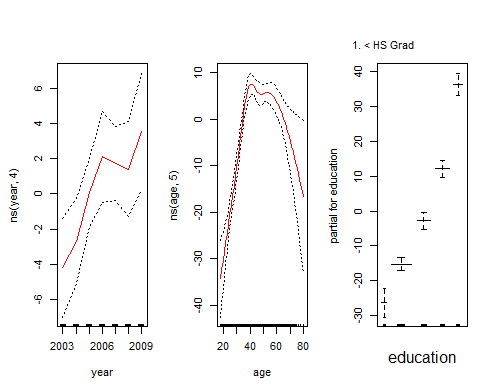 1. < HS Grad
ns(year, 4)
6
4
2
0
-2
-4
-6
2003 2006 2009
year
ns(age, 5)
10
0
-10
-20
-30
-40
20 40 60 80
age
partial for education
40
30
20
10
0
-10
-20
-30
education